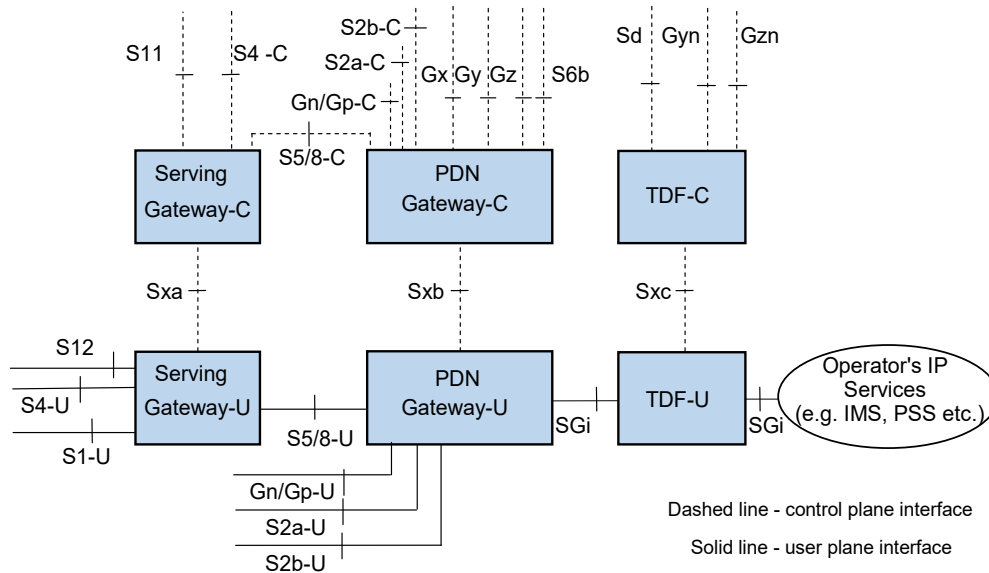 S2b-C
S11
S4 -C
S2a-C
Gn/Gp-C
Gx
Gy
Gz
S6b
Sd
Gyn
Gzn
S5/8-C
Serving
Gateway-C
PDN
Gateway-C
TDF-C
Sxa
Sxb
Sxc
S12
S4-U
S1-U
Serving
Gateway-U
S5/8-U
PDN
Gateway-U
SGi
TDF-U
SGi
Operator's IP
Services
(e.g. IMS, PSS etc.)
Gn/Gp-U
S2a-U
S2b-U
Dashed line - control plane interface
Solid line - user plane interface